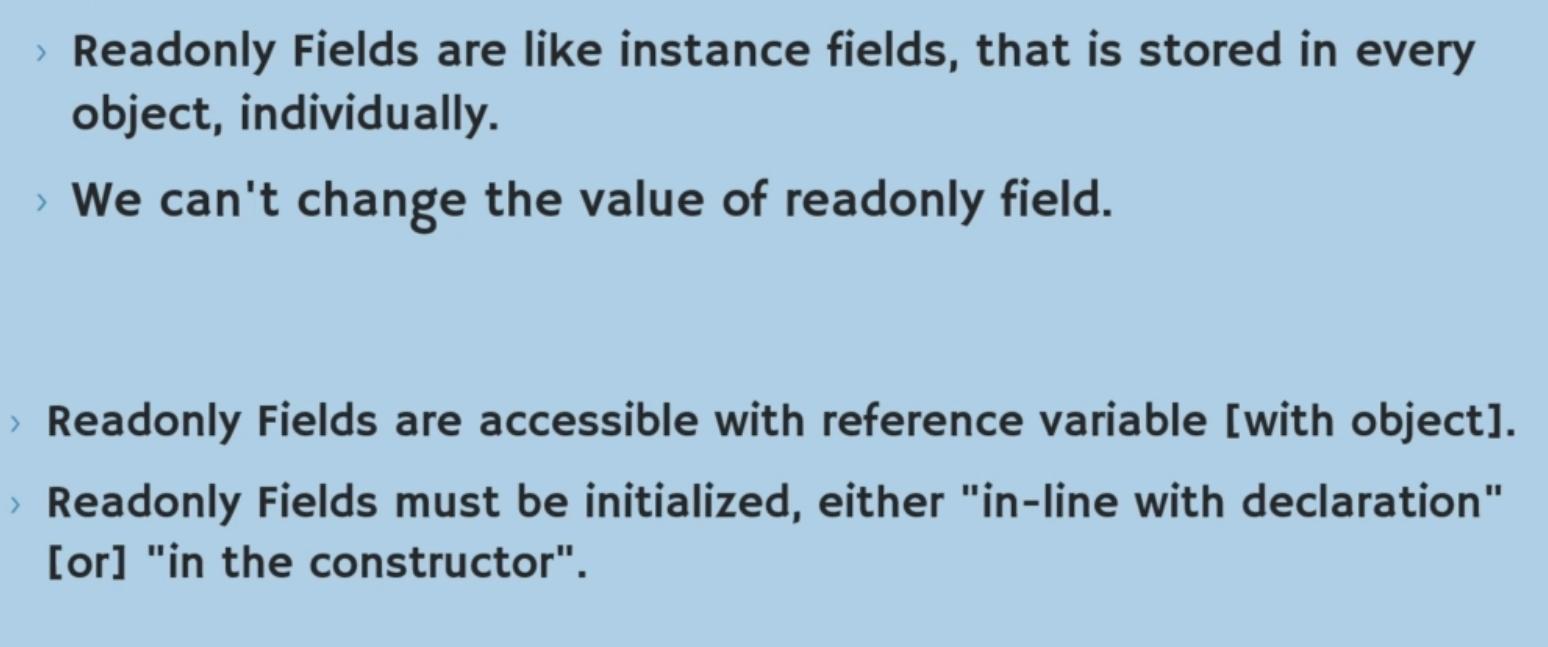 › Readonly Fields are like instance fields, that is stored in every
object, individually.
› We can't change the value of readonly field.
› Readonly Fields are accessible with reference variable [with object].
› Readonly Fields must be initialized, either "in-line with declaration"
[or] "in the constructor".